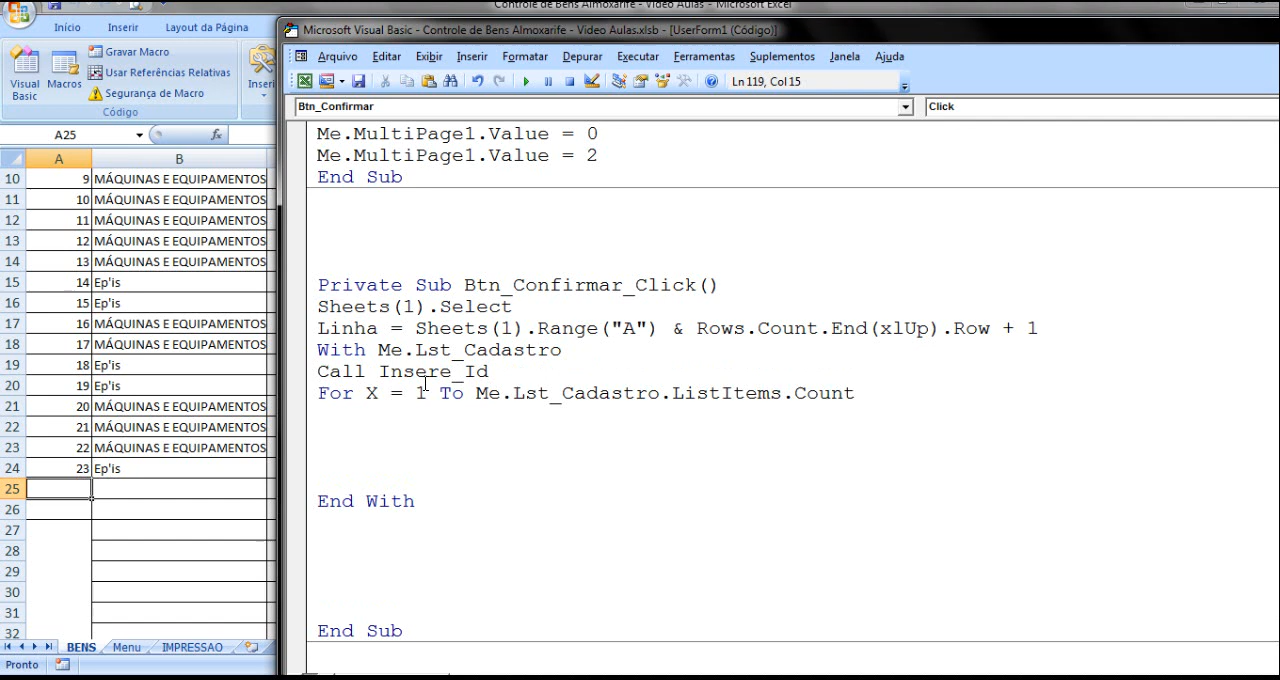 Controle de Bens Almoxarife - Video Aulas - Microsoft Excel
Início Inserir Layout da Página
Visual Basic
Macros
Gravar Macro
Usar Referências Relativas
Segurança de Macro
Inseri
Código
A25
fx
A B
10 9 MÁQUINAS E EQUIPAMENTOS
11 10 MÁQUINAS E EQUIPAMENTOS
12 11 MÁQUINAS E EQUIPAMENTOS
13 12 MÁQUINAS E EQUIPAMENTOS
14 13 MÁQUINAS E EQUIPAMENTOS
15 14 Ep'is
16 15 Ep'is
17 16 MÁQUINAS E EQUIPAMENTOS
18 17 MÁQUINAS E EQUIPAMENTOS
19 18 Ep'is
20 19 Ep'is
21 20 MÁQUINAS E EQUIPAMENTOS
22 21 MÁQUINAS E EQUIPAMENTOS
23 22 MÁQUINAS E EQUIPAMENTOS
24 23 Ep'is
25
26
27
28
29
30
31
32
BENS Menu IMPRESSAO
Pronto
Microsoft Visual Basic - Controle de Bens Almoxarife - Video Aulas.xlsb - [UserForm1 (Código)]
Arquivo Editar Exibir Inserir Formatar Depurar Executar Ferramentas Suplementos Janela Ajuda
Ln 119, Col 15
Btn_Confirmar Click
Me.MultiPage1.Value = 0
Me.MultiPage1.Value = 2
End Sub
Private Sub Btn_Confirmar_Click()
Sheets(1).Select
Linha = Sheets(1).Range("A") & Rows.Count.End(xlUp).Row + 1
With Me.Lst_Cadastro
Call Insere_Id
For X = 1 To Me.Lst_Cadastro.ListItems.Count
End With
End Sub